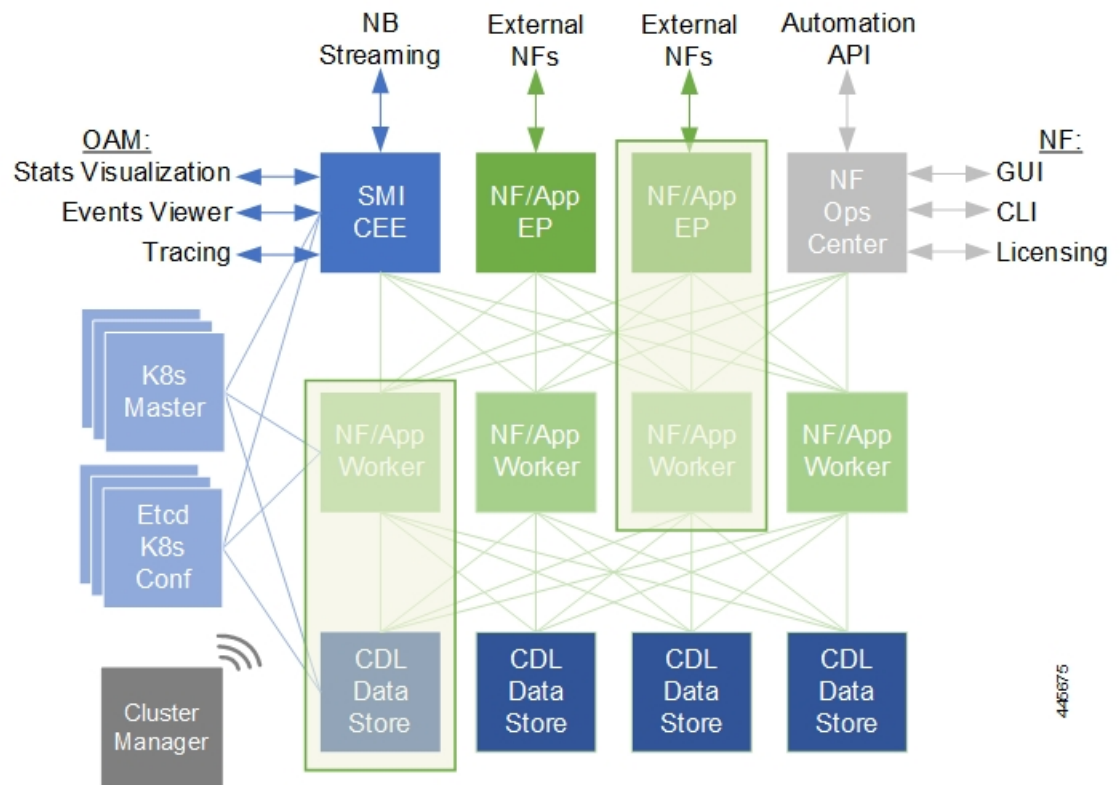 NB
Streaming
External
NFs
External
NFs
Automation
API
OAM:
Stats Visualization
Events Viewer
Tracing
SMI
CEE
NF/App
EP
NF/App
EP
NF
Ops
Center
NF:
GUI
CLI
Licensing
K8s
Master
NF/App
Worker
NF/App
Worker
NF/App
Worker
NF/App
Worker
Etcd
K8s
Conf
Cluster
Manager
CDL
Data
Store
CDL
Data
Store
CDL
Data
Store
CDL
Data
Store
445675